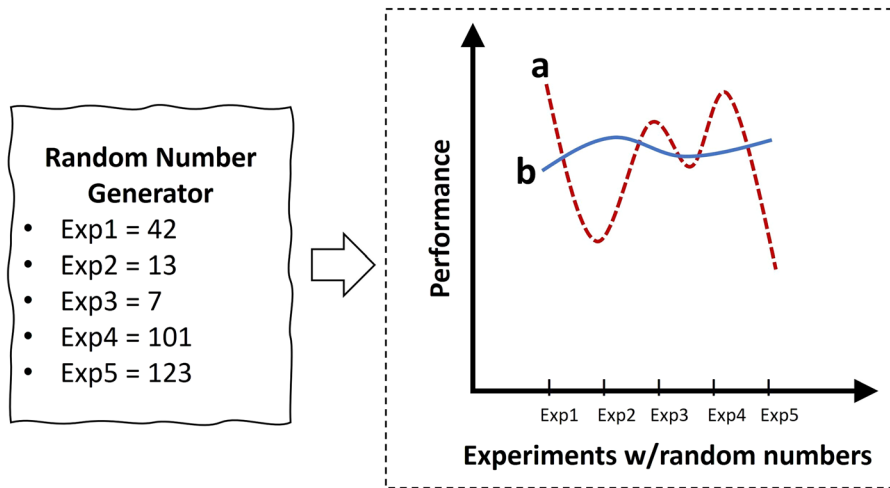 Random Number
Generator
• Exp1 = 42
• Exp2 = 13
• Exp3 = 7
• Exp4 = 101
• Exp5 = 123
a
b
Performance
Exp1 Exp2 Exp3 Exp4 Exp5
Experiments w/random numbers